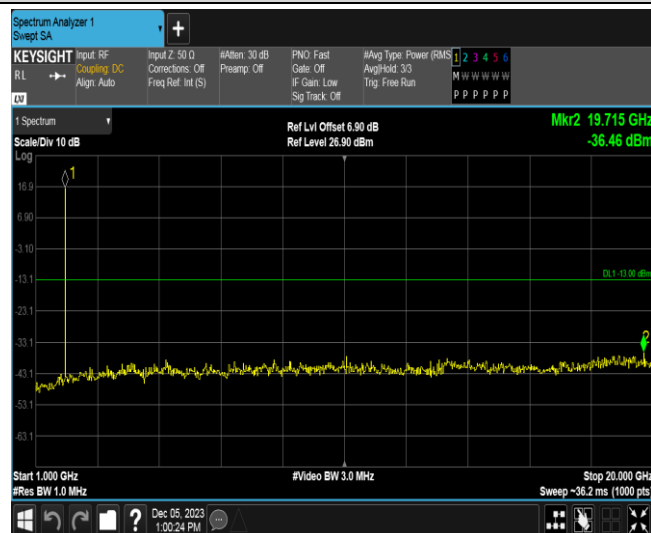 Spectrum Analyzer 1
Swept SA
+
KEYSIGHT
RL
Input: RF
Coupling: DC
Align: Auto
Input Z: 50 Ω
Corrections: Off
Freq Ref: Int (S)
#Atten: 30 dB
Preamp: Off
PNO: Fast
Gate: Off
IF Gain: Low
Sig Track: Off
#Avg Type: Power (RMS
Avg|Hold: 3/3
Trig: Free Run
1 2 3 4 5 6
M W W W W W
P P P P P P
1 Spectrum
Scale/Div 10 dB
Log
Ref Lvl Offset 6.90 dB
Ref Level 26.90 dBm
Mkr2 19.715 GHz
-36.46 dBm
1
16.9
6.90
-3.10
-13.1
DL1 -13.00 dBm
-23.1
-33.1
2
-43.1
-53.1
-63.1
Start 1.000 GHz
#Res BW 1.0 MHz
#Video BW 3.0 MHz
Stop 20.000 GHz
Sweep ~36.2 ms (1000 pts)
?
Dec 05, 2023
1:00:24 PM